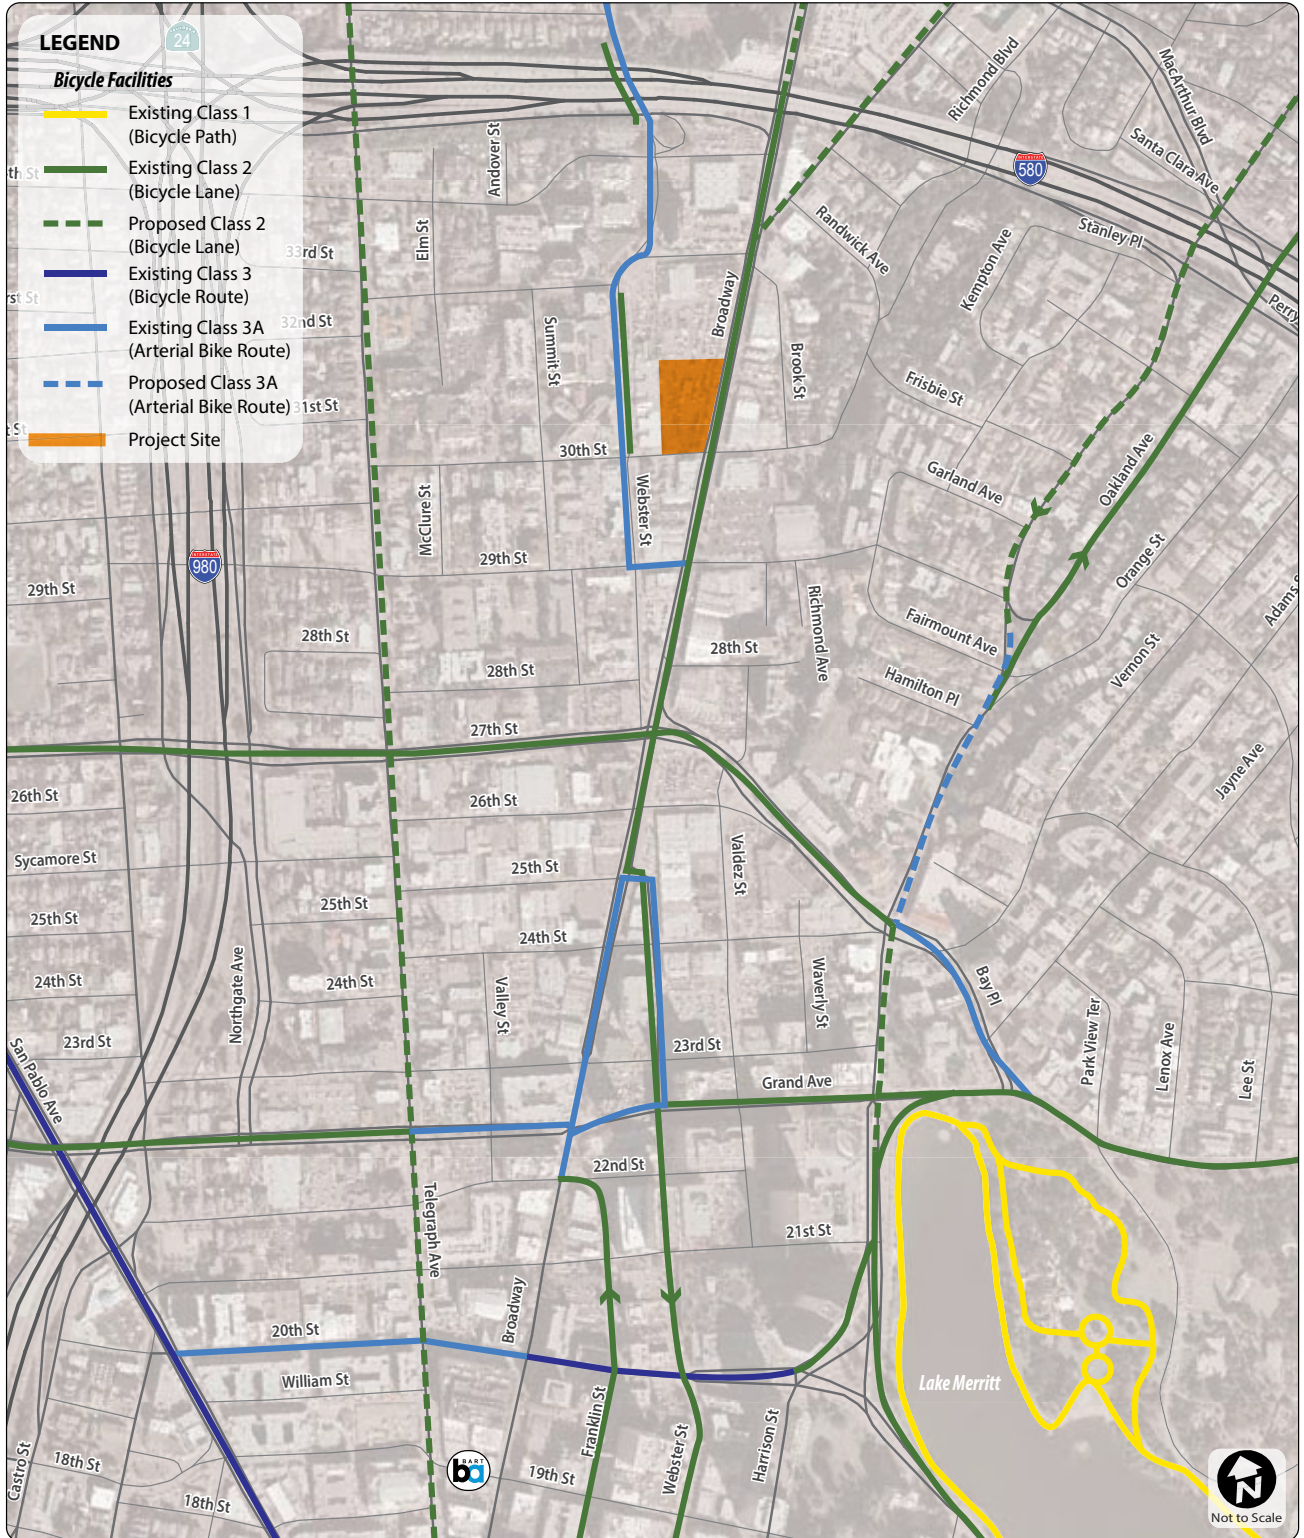 LEGEND
24
Bicycle Facilities
Existing Class 1
(Bicycle Path)
Existing Class 2
(Bicycle Lane)
Proposed Class 2
(Bicycle Lane)
Existing Class 3
(Bicycle Route)
Existing Class 3A
(Arterial Bike Route)
Proposed Class 3A
(Arterial Bike Route)
Project Site
33rd St
32nd St
31st St
Andover St
Elm St
Summit St
Broadway
Brook St
Richmond Blvd
MacArthur Blvd
Santa Clara Ave
INTERSTATE
580
Stanley Pl
Randwick Ave
Kempton Ave
Perry
Frisbie St
Oakland Ave
Garland Ave
30th St
Webster St
McClure St
29th St
INTERSTATE
980
29th St
Orange St
Adams S
Richmond Ave
Fairmount Ave
Vernon St
28th St
28th St
28th St
Hamilton Pl
27th St
Jayne Ave
26th St
26th St
Sycamore St
25th St
Valdez St
25th St
25th St
24th St
24th St
24th St
Northgate Ave
Valley St
Waverly St
Bay Pl
Park View Ter
Lenox Ave
Lee St
23rd St
23rd St
San Pablo Ave
Grand Ave
22nd St
21st St
Telegraph Ave
Broadway
20th St
William St
Lake Merritt
Franklin St
Webster St
Harrison St
Castro St
18th St
18th St
19th St
BART
ba
N
Not to Scale